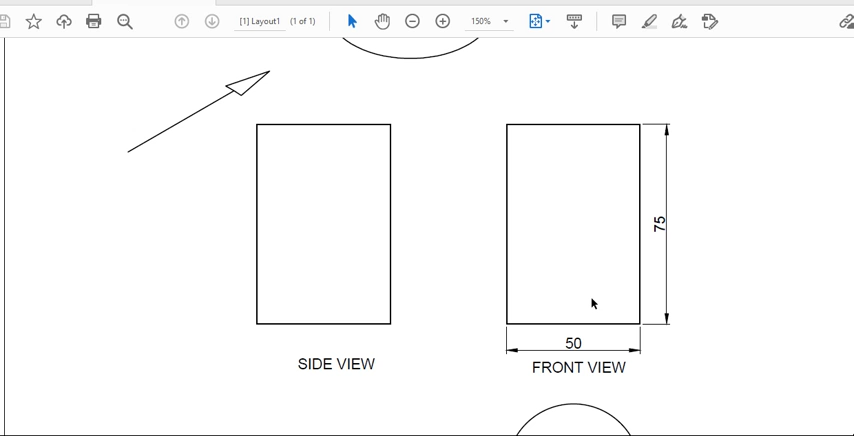 [1] Layout1 (1 of 1) 150%
75
50
SIDE VIEW
FRONT VIEW